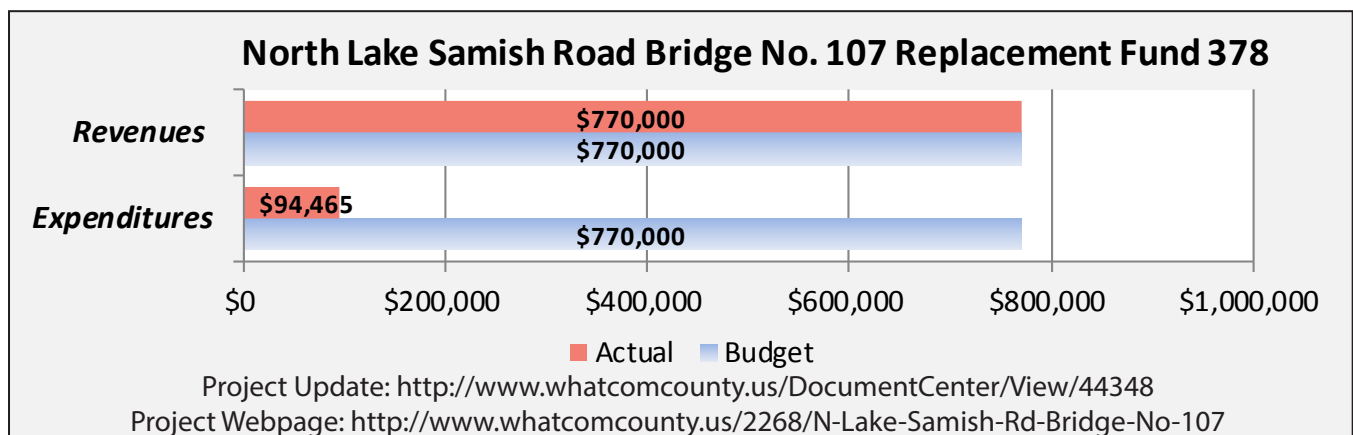 North Lake Samish Road Bridge No. 107 Replacement Fund 378
Revenues
$770,000
$770,000
Expenditures
$94,465
$770,000
$0 $200,000 $400,000 $600,000 $800,000 $1,000,000
Actual Budget
Project Update: http://www.whatcomcounty.us/DocumentCenter/View/44348
Project Webpage: http://www.whatcomcounty.us/2268/N-Lake-Samish-Rd-Bridge-No-107